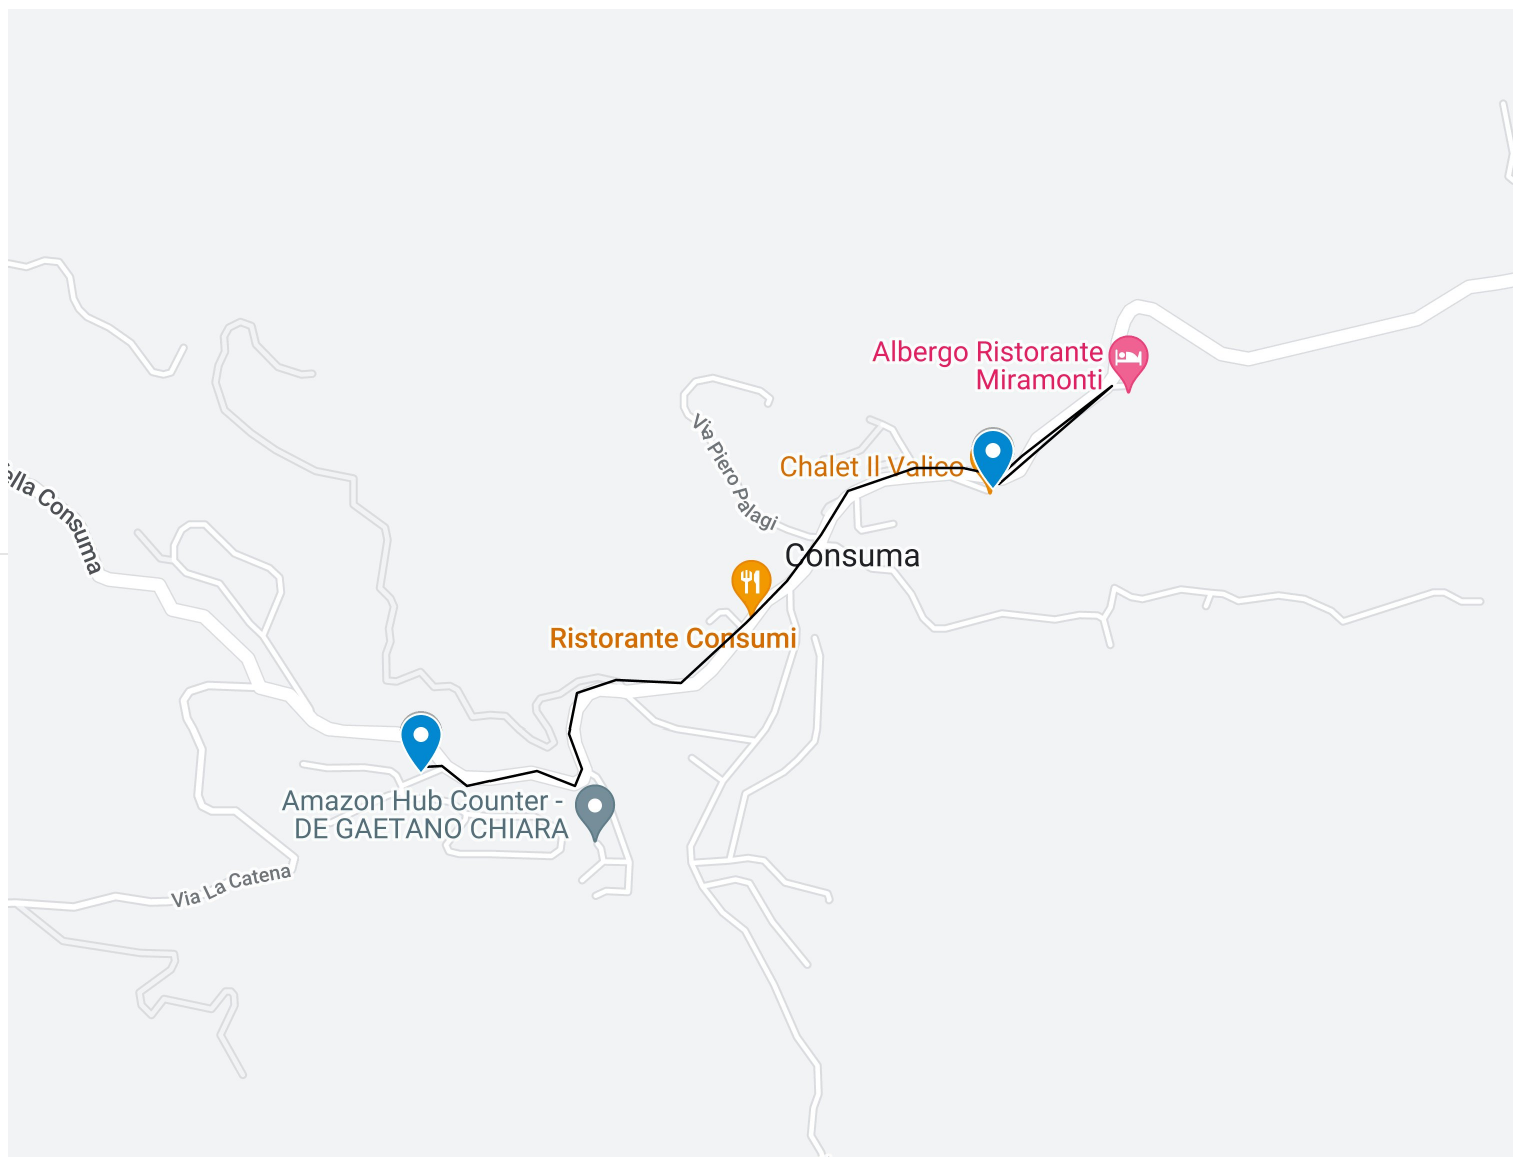 Albergo Ristorante
Miramonti
Via Piero Palagi
Chalet Il Valico
ella Consuma
Consuma
Ristorante Consumi
Amazon Hub Counter -
DE GAETANO CHIARA
Via La Catena